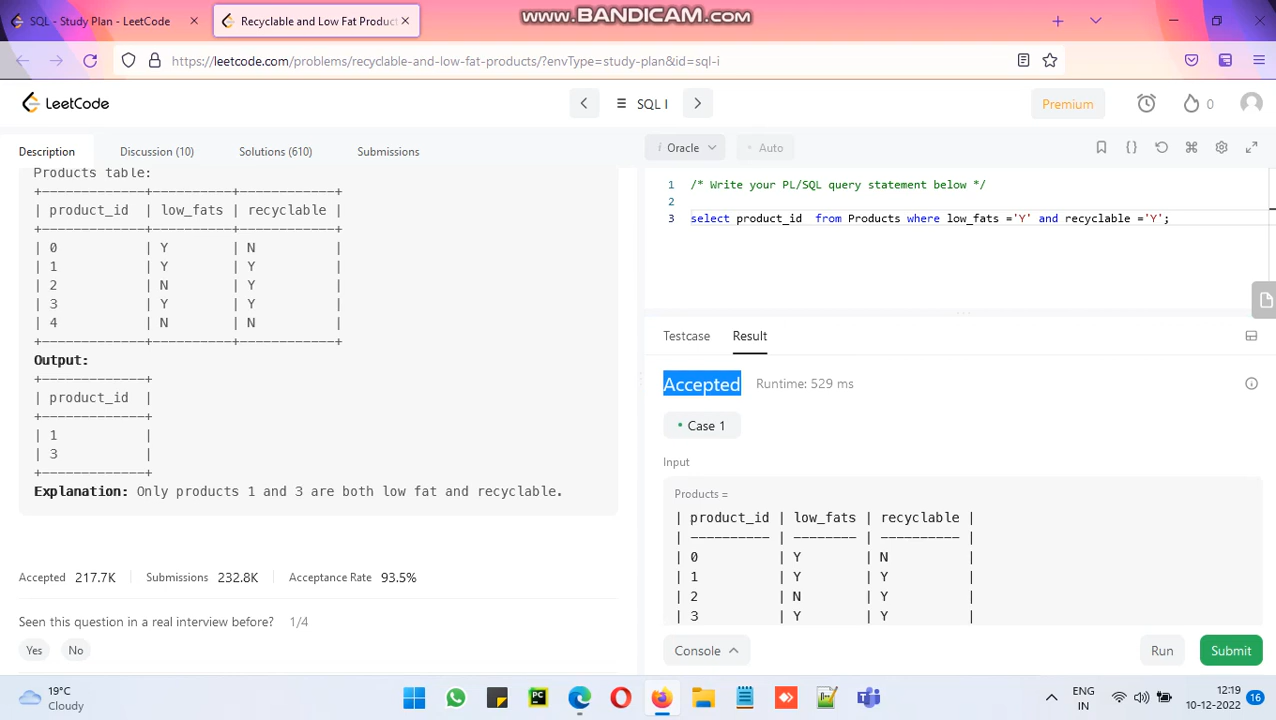 www.BANDICAM.com
SQL - Study Plan - LeetCode
Recyclable and Low Fat Product
https://leetcode.com/problems/recyclable-and-low-fat-products/?envType=study-plan&id=sql-i
LeetCode
SQL I
Premium
0
Description
Discussion (10)
Solutions (610)
Submissions
Products table:
+-------------+----------+------------+
| product_id  | low_fats | recyclable |
+-------------+----------+------------+
| 0           | Y        | N          |
| 1           | Y        | Y          |
| 2           | N        | Y          |
| 3           | Y        | Y          |
| 4           | N        | N          |
+-------------+----------+------------+
Output:
+-------------+
| product_id  |
+-------------+
| 1           |
| 3           |
+-------------+
Explanation: Only products 1 and 3 are both low fat and recyclable.
Accepted 217.7K Submissions 232.8K Acceptance Rate 93.5%
Seen this question in a real interview before? 1/4
Yes No
i Oracle
Auto
1 /* Write your PL/SQL query statement below */
2
3 select product_id  from Products where low_fats ='Y' and recyclable ='Y';
Testcase
Result
Accepted Runtime: 529 ms
Case 1
Input
Products =
| product_id | low_fats | recyclable |
| ---------- | -------- | ---------- |
| 0          | Y        | N          |
| 1          | Y        | Y          |
| 2          | N        | Y          |
| 3          | Y        | Y          |
Console
Run
Submit
19°C
Cloudy
PC
ENG
IN
12:19
10-12-2022
16